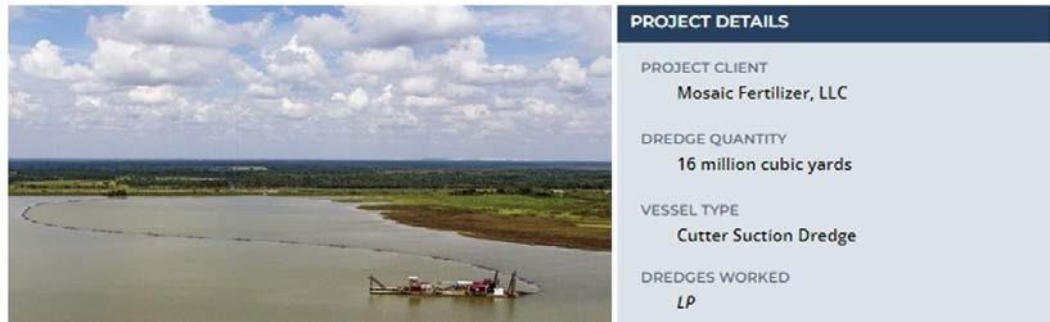 PROJECT DETAILS
PROJECT CLIENT
Mosaic Fertilizer, LLC
DREDGE QUANTITY
16 million cubic yards
VESSEL TYPE
Cutter Suction Dredge
DREDGES WORKED
LP